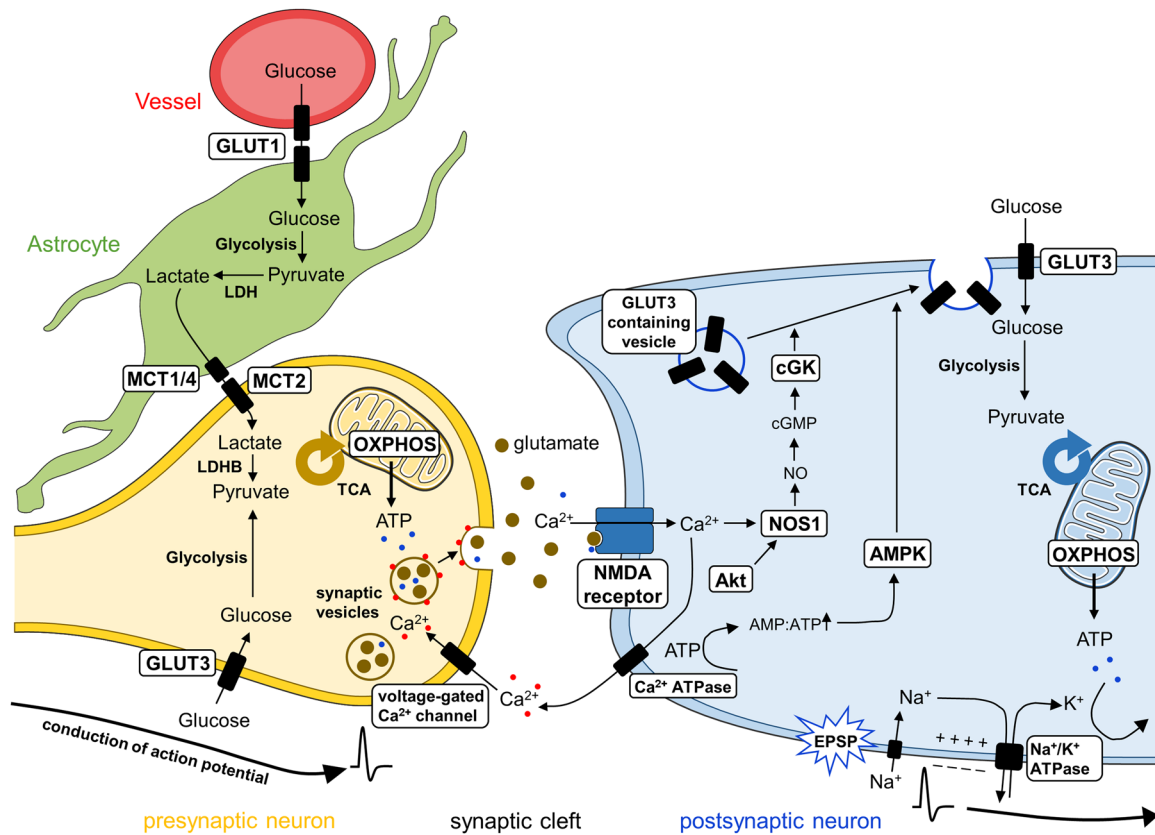 Glucose
Vessel
GLUT1
Glucose
Astrocyte
Glycolysis
Lactate
Pyruvate
LDH
MCT1/4
MCT2
Lactate
LDHB
Pyruvate
OXPHOS
TCA
ATP
Glycolysis
synaptic
vesicles
Ca²⁺
Glucose
GLUT3
Glucose
voltage-gated
Ca²⁺ channel
conduction of action potential
glutamate
Ca²⁺
NMDA
receptor
Ca²⁺
Ca²⁺
Ca²⁺ ATPase
GLUT3
containing
vesicle
cGK
cGMP
NO
NOS1
Akt
AMPK
AMP:ATP
ATP
Glucose
GLUT3
Glucose
Glycolysis
Pyruvate
TCA
OXPHOS
ATP
EPSP
Na⁺
Na⁺
++++
----
K⁺
Na⁺/K⁺
ATPase
presynaptic neuron
synaptic cleft
postsynaptic neuron